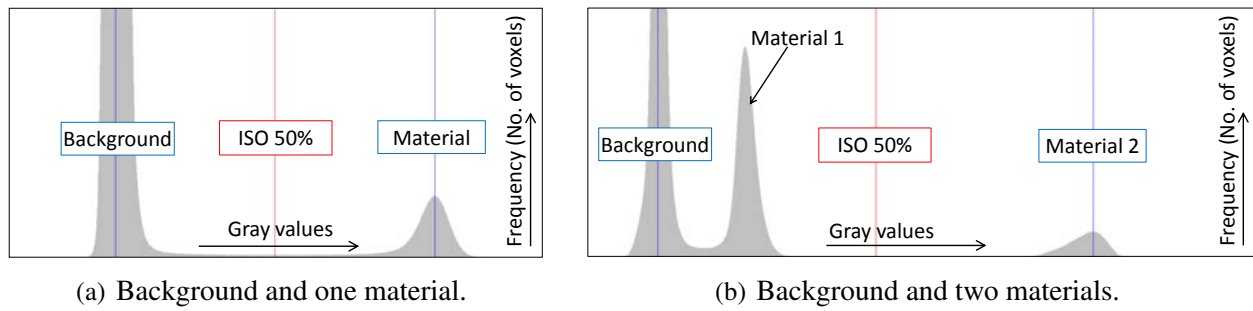 Background
ISO 50%
Material
Gray values
Frequency (No. of voxels)
(a) Background and one material.
Material 1
Background
ISO 50%
Material 2
Gray values
Frequency (No. of voxels)
(b) Background and two materials.